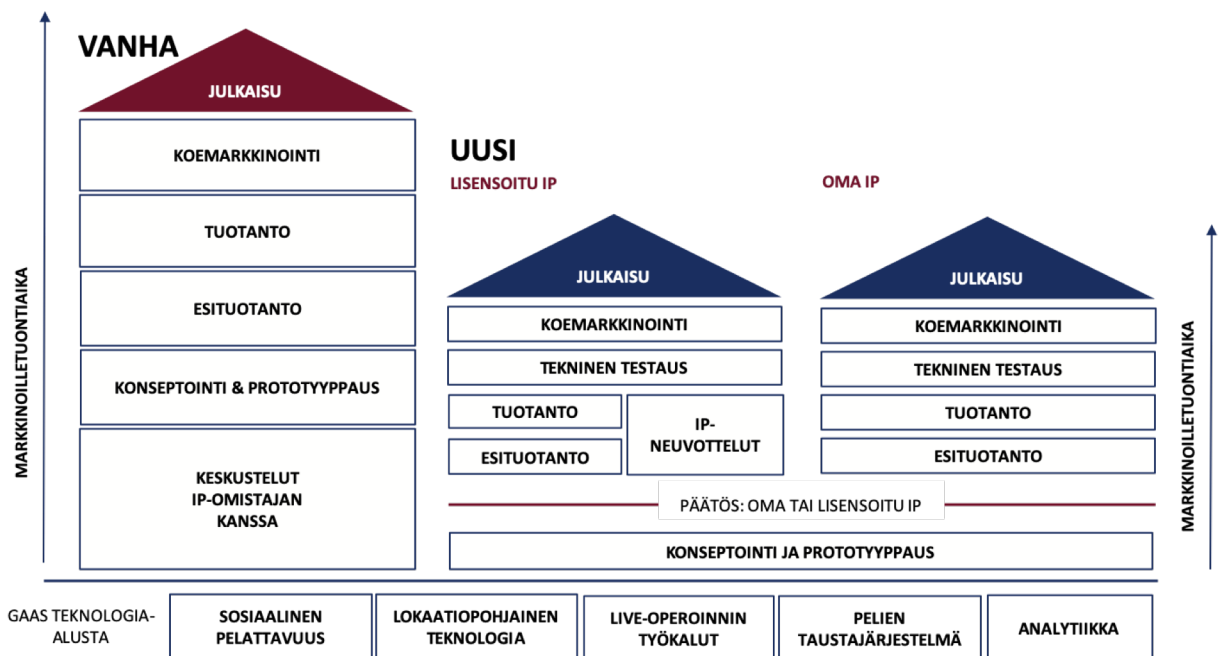 VANHA
JULKAISU
KOEMARKKINOINTI
TUOTANTO
ESITUOTANTO
KONSEPTOINTI & PROTOTYYPPAUS
KESKUSTELUT
IP-OMISTAJAN
KANSSA
MARKKINOILLETUONTIAIKA
UUSI
LISENSOITU IP
JULKAISU
KOEMARKKINOINTI
TEKNINEN TESTAUS
TUOTANTO
ESITUOTANTO
IP-
NEUVOTTELUT
OMA IP
JULKAISU
KOEMARKKINOINTI
TEKNINEN TESTAUS
TUOTANTO
ESITUOTANTO
PÄÄTÖS: OMA TAI LISENSOITU IP
KONSEPTOINTI JA PROTOTYYPPAUS
MARKKINOILLETUONTIAIKA
GAAS TEKNOLOGIA-
ALUSTA
SOSIAALINEN
PELATTAVUUS
LOKAATIOPOHJAINEN
TEKNOLOGIA
LIVE-OPEROINNIN
TYÖKALUT
PELIEN
TAUSTAJÄRJESTELMÄ
ANALYTIIKKA